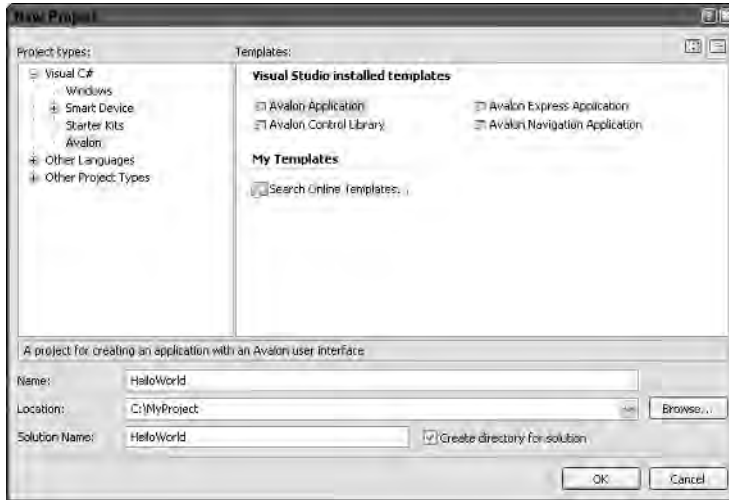 New Project
Project types:
Templates:
Visual C#
Windows
Smart Device
Starter Kits
Avalon
Other Languages
Other Project Types
Visual Studio installed templates
Avalon Application
Avalon Express Application
Avalon Control Library
Avalon Navigation Application
My Templates
Search Online Templates...
A project for creating an application with an Avalon user interface
Name:
HelloWorld
Location:
C:\MyProject
Browse...
Solution Name:
HelloWorld
Create directory for solution
OK
Cancel